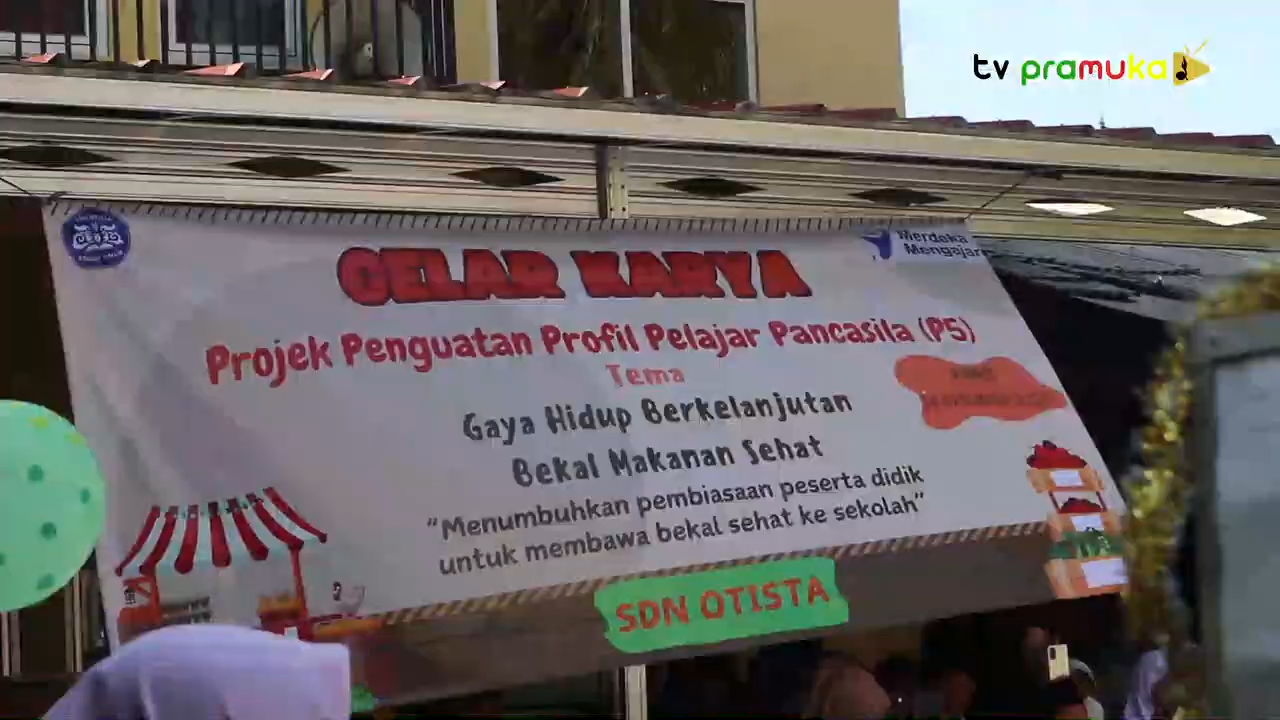 tv pramuka
Merdeka
Mengajar
GELAR KARYA
Projek Penguatan Profil Pelajar Pancasila (P5)
Tema
Gaya Hidup Berkelanjutan
Bekal Makanan Sehat
“Menumbuhkan pembiasaan peserta didik
untuk membawa bekal sehat ke sekolah”
SDN OTISTA